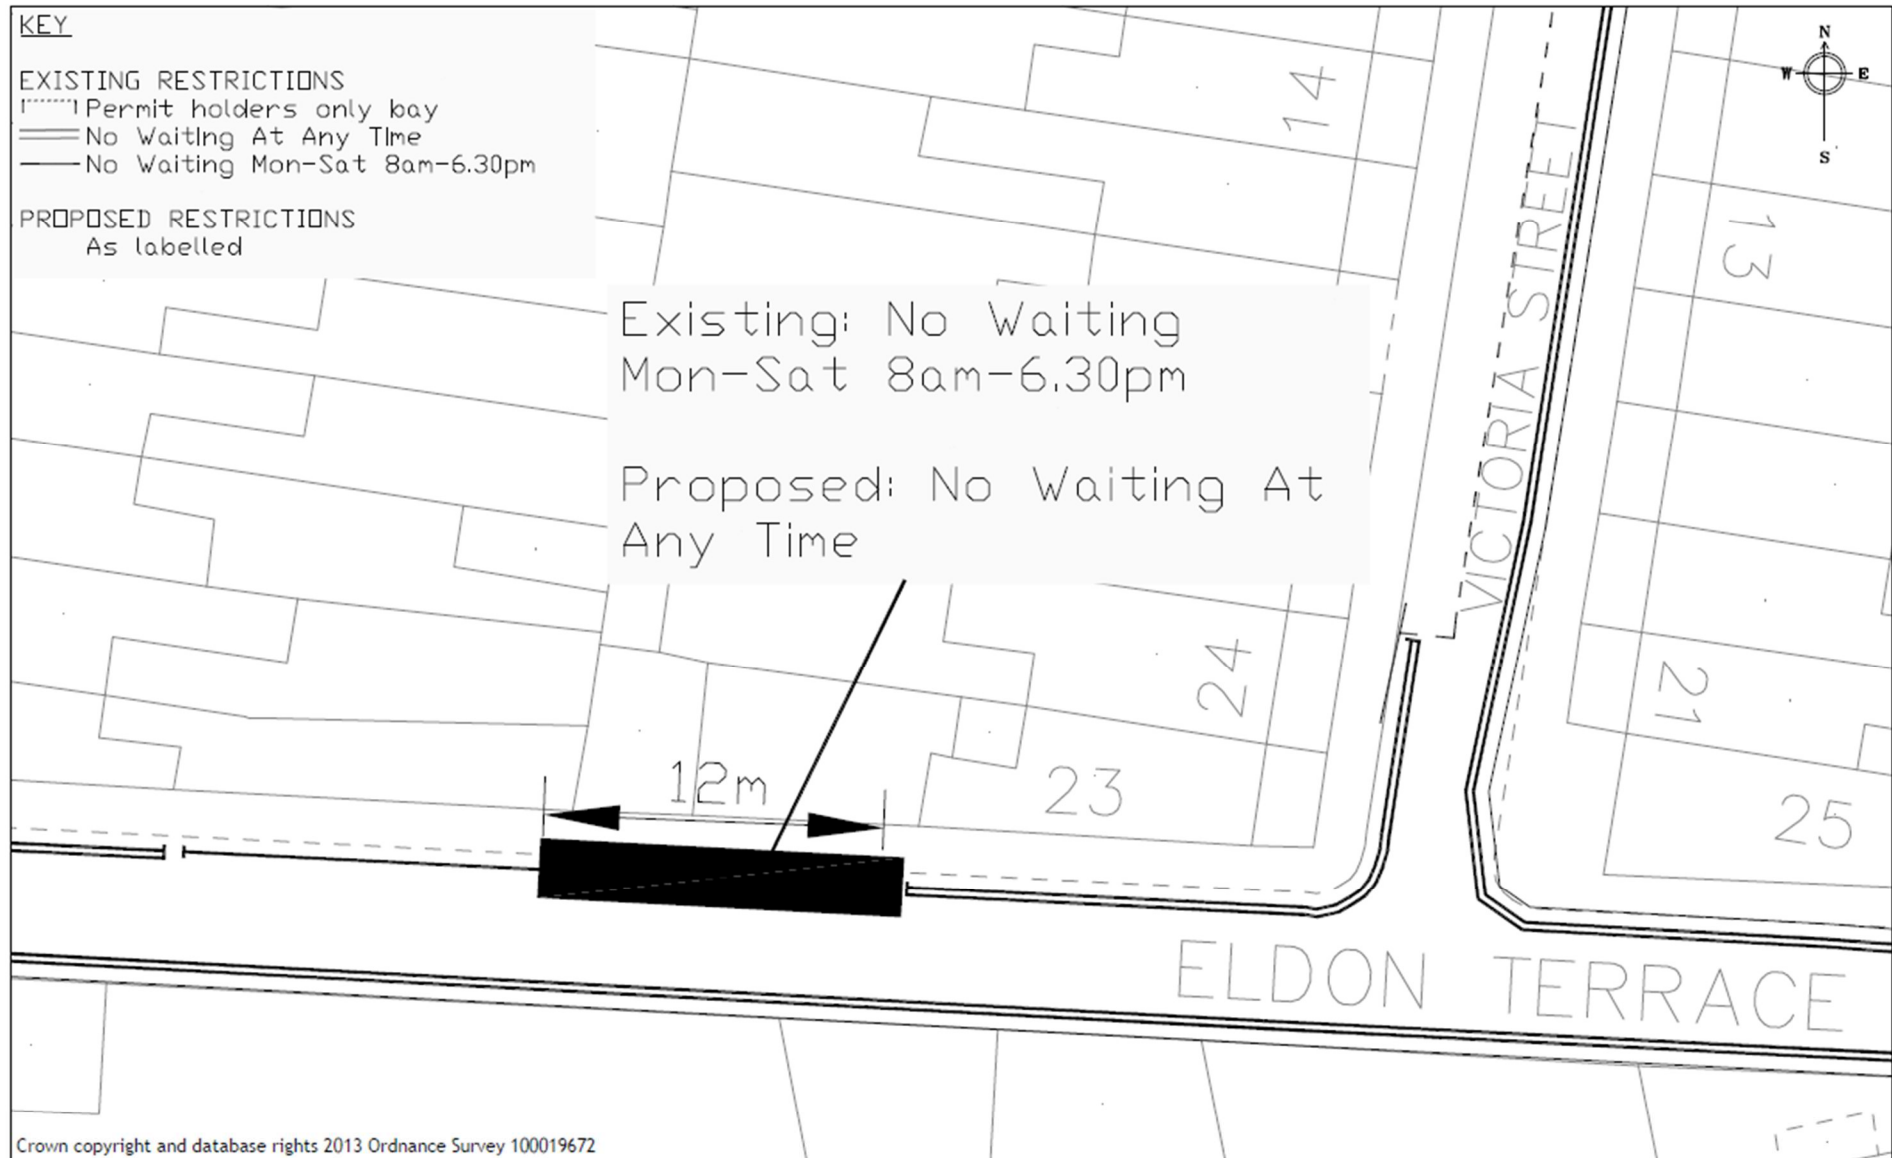 KEY
EXISTING RESTRICTIONS
Permit holders only bay
No Waiting At Any Time
No Waiting Mon-Sat 8am-6.30pm
PROPOSED RESTRICTIONS
As labelled
N
W E
S
14
13
VICTORIA STREET
Existing: No Waiting
Mon-Sat 8am-6.30pm
Proposed: No Waiting At
Any Time
24
21
12m
23
25
ELDON TERRACE
Crown copyright and database rights 2013 Ordnance Survey 100019672